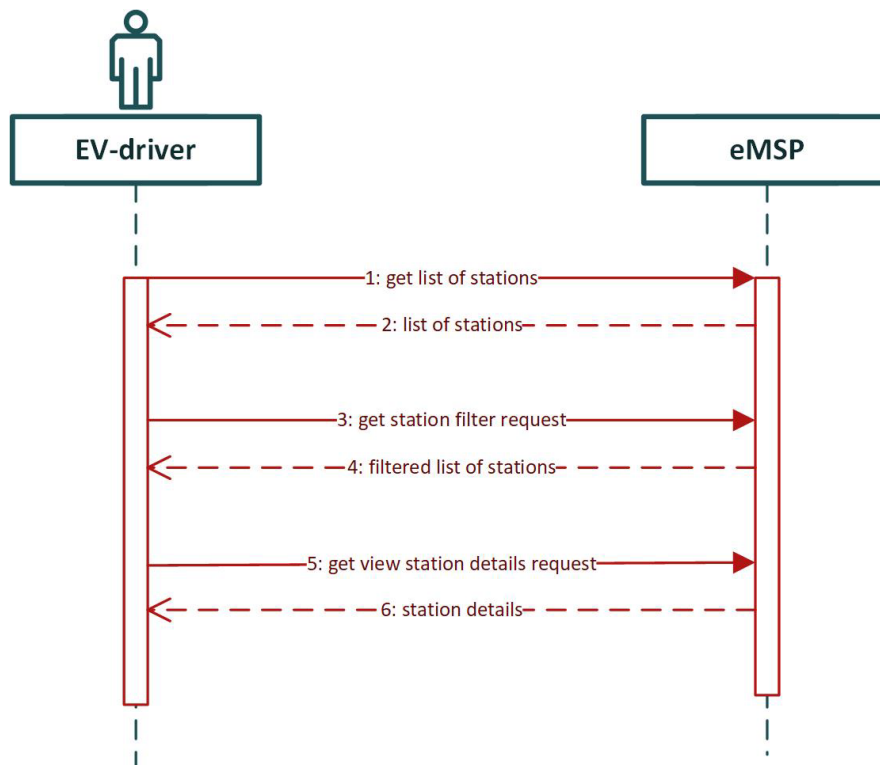 EV-driver
eMSP
1: get list of stations
2: list of stations
3: get station filter request
4: filtered list of stations
5: get view station details request
6: station details